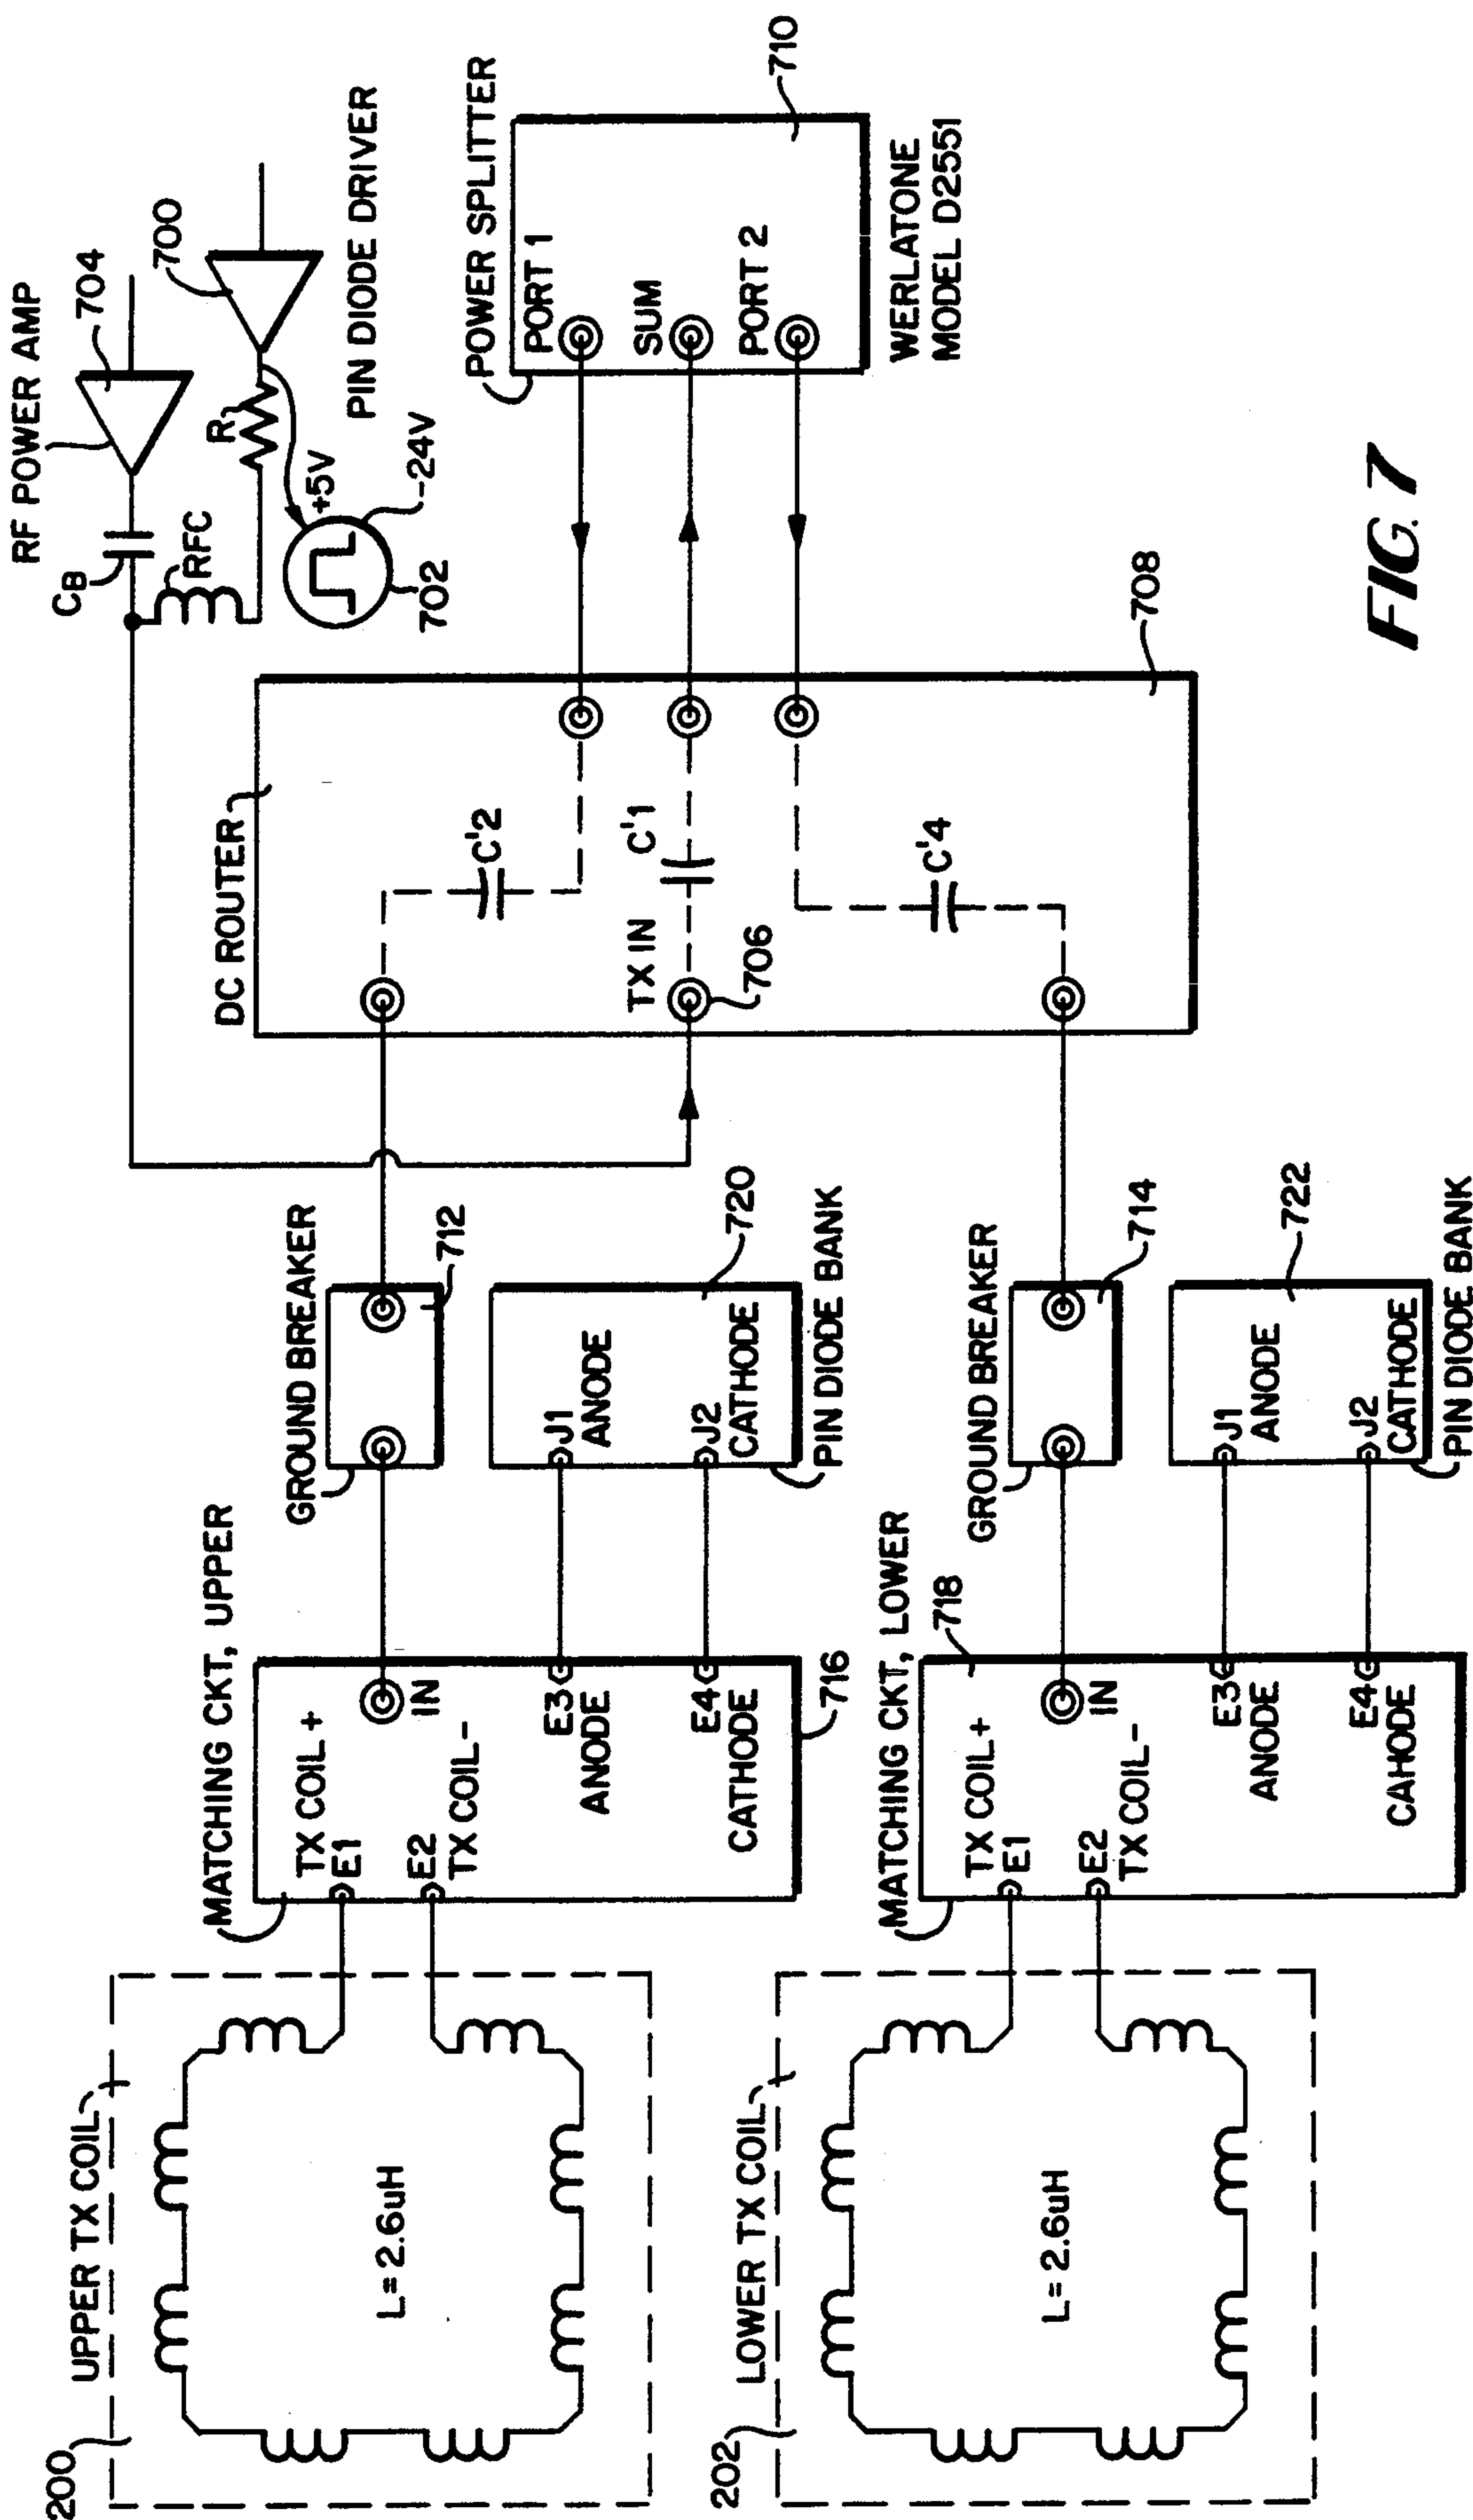 RF POWER AMP
704
700
CB
RFC
R
+5V
-24V
702
PIN DIODE DRIVER
POWER SPLITTER
PORT 1
SUM
PORT 2
710
WERLATONE
MODEL D2551
DC ROUTER
C'2
C'1
TX IN
706
C'4
708
GROUND BREAKER
712
J1
ANODE
J2
CATHODE
720
PIN DIODE BANK
GROUND BREAKER
714
J1
ANODE
J2
CATHODE
722
PIN DIODE BANK
MATCHING CKT, UPPER
TX COIL+
E1
E2
TX COIL-
IN
E3
ANODE
E4
CATHODE
716
MATCHING CKT, LOWER
718
TX COIL+
E1
E2
TX COIL-
IN
E3
ANODE
E4
CAHODE
UPPER TX COIL
200
L= 2.6uH
LOWER TX COIL
202
L= 2.6uH
FIG. 7